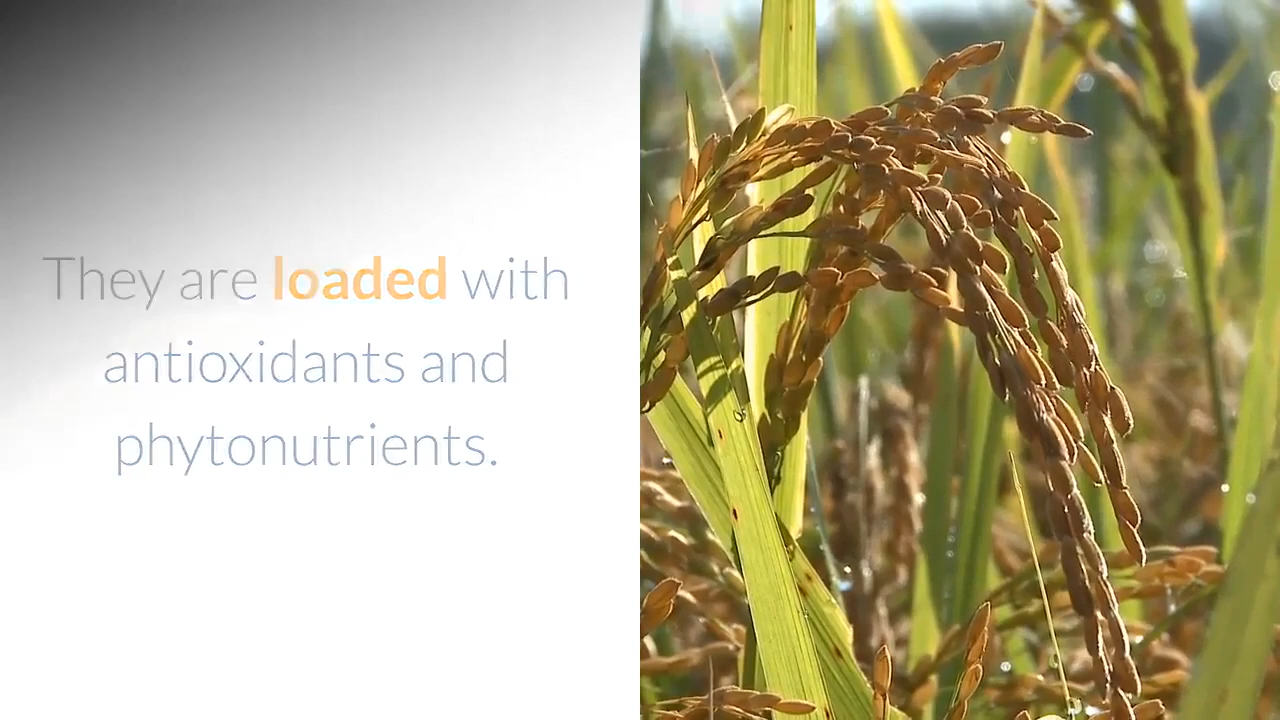 They are loaded with
antioxidants and
phytonutrients.